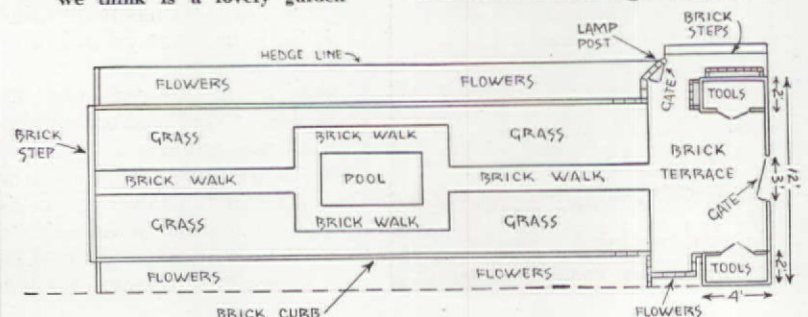 we think is a lovely garden
BRICK
STEPS
LAMP
POST
HEDGE LINE
FLOWERS
FLOWERS
GATE
TOOLS
2'
BRICK
STEP
GRASS
BRICK WALK
GRASS
BRICK
TERRACE
BRICK WALK
POOL
BRICK WALK
3'
12'
GATE
GRASS
BRICK WALK
GRASS
FLOWERS
FLOWERS
TOOLS
2'
4'
BRICK CURB
FLOWERS